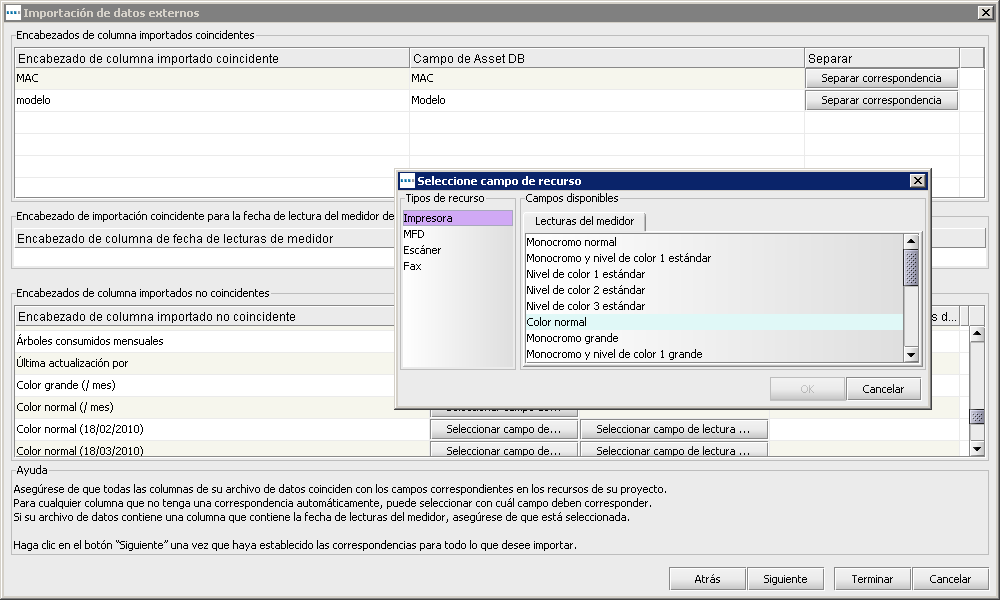 Importación de datos externos
Encabezados de columna importados coincidentes
Encabezado de columna importado coincidente Campo de Asset DB Separar
MAC MAC Separar correspondencia
modelo Modelo Separar correspondencia
Encabezado de importación coincidente para la fecha de lectura del medidor de
Encabezado de columna de fecha de lecturas de medidor
Encabezados de columna importados no coincidentes
Encabezado de columna importado no coincidente s d...
Árboles consumidos mensuales
Última actualización por
Color grande (/ mes)
Color normal (/ mes) Seleccionar campo de...
Color normal (18/02/2010) Seleccionar campo de... Seleccionar campo de lectura ...
Color normal (18/03/2010) Seleccionar campo de... Seleccionar campo de lectura ...
Seleccione campo de recurso
Tipos de recurso
Impresora
MFD
Escáner
Fax
Campos disponibles
Lecturas del medidor
Monocromo normal
Monocromo y nivel de color 1 estándar
Nivel de color 1 estándar
Nivel de color 2 estándar
Nivel de color 3 estándar
Color normal
Monocromo grande
Monocromo y nivel de color 1 grande
OK Cancelar
Ayuda
Asegúrese de que todas las columnas de su archivo de datos coinciden con los campos correspondientes en los recursos de su proyecto.
Para cualquier columna que no tenga una correspondencia automáticamente, puede seleccionar con cuál campo deben corresponder.
Si su archivo de datos contiene una columna que contiene la fecha de lecturas del medidor, asegúrese de que está seleccionada.
Haga clic en el botón "Siguiente" una vez que haya establecido las correspondencias para todo lo que desee importar.
Atrás Siguiente Terminar Cancelar